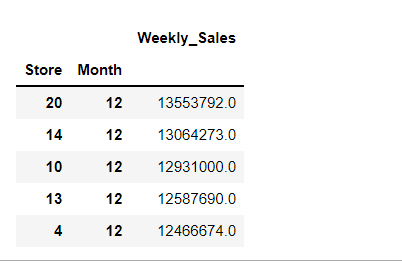 Weekly_Sales
Store Month
20 12 13553792.0
14 12 13064273.0
10 12 12931000.0
13 12 12587690.0
4 12 12466674.0